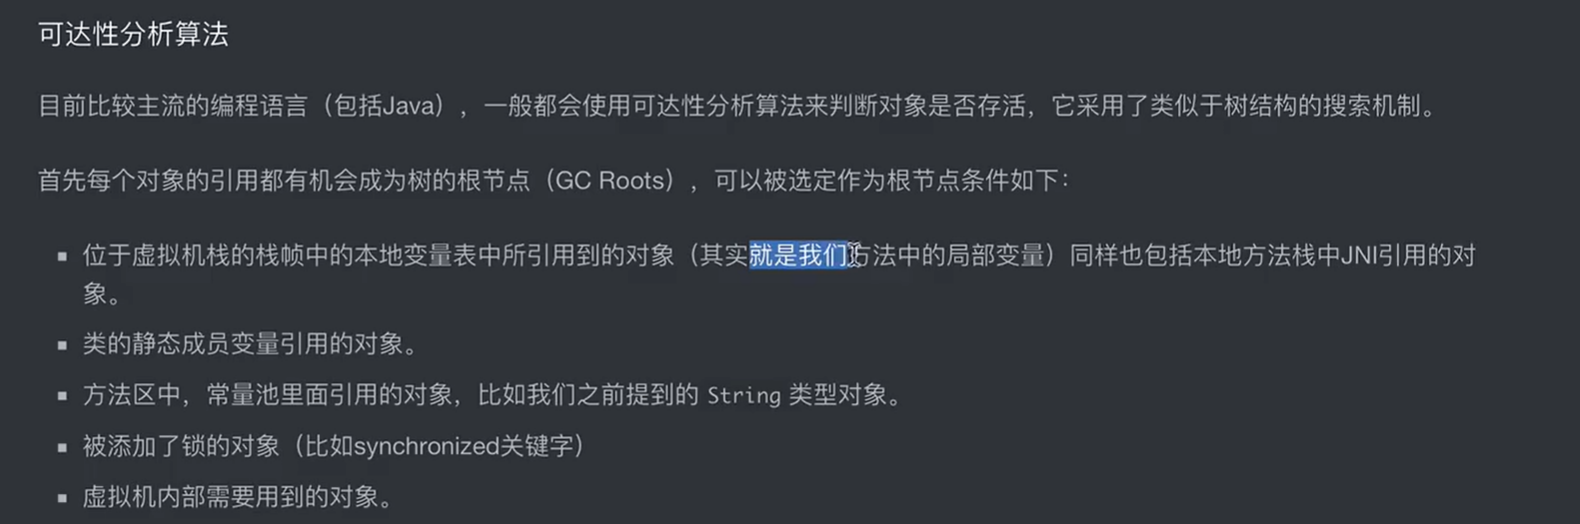 可达性分析算法
目前比较主流的编程语言（包括Java），一般都会使用可达性分析算法来判断对象是否存活，它采用了类似于树结构的搜索机制。
首先每个对象的引用都有机会成为树的根节点（GC Roots），可以被选定作为根节点条件如下：
▪ 位于虚拟机栈的栈帧中的本地变量表中所引用到的对象（其实就是我们方法中的局部变量）同样也包括本地方法栈中JNI引用的对
象。
▪ 类的静态成员变量引用的对象。
▪ 方法区中，常量池里面引用的对象，比如我们之前提到的 String 类型对象。
▪ 被添加了锁的对象（比如synchronized关键字）
▪ 虚拟机内部需要用到的对象。